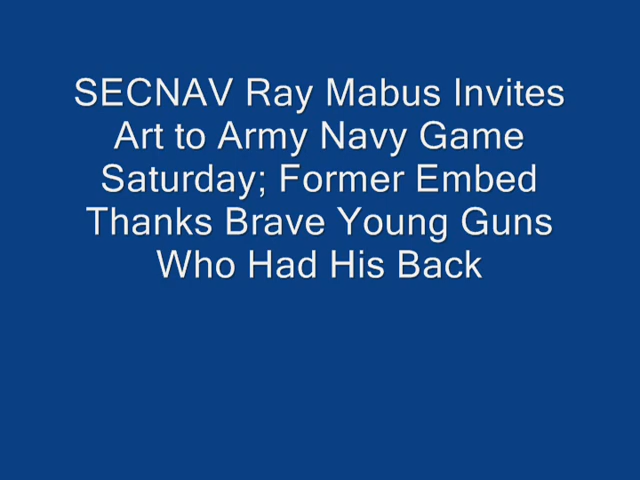 SECNAV Ray Mabus Invites
Art to Army Navy Game
Saturday; Former Embed
Thanks Brave Young Guns
Who Had His Back